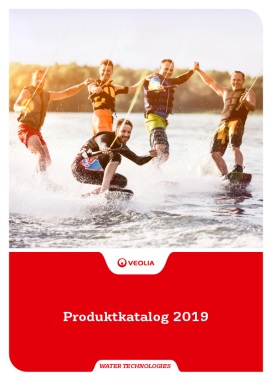 VEOLIA
Produktkatalog 2019
WATER TECHNOLOGIES